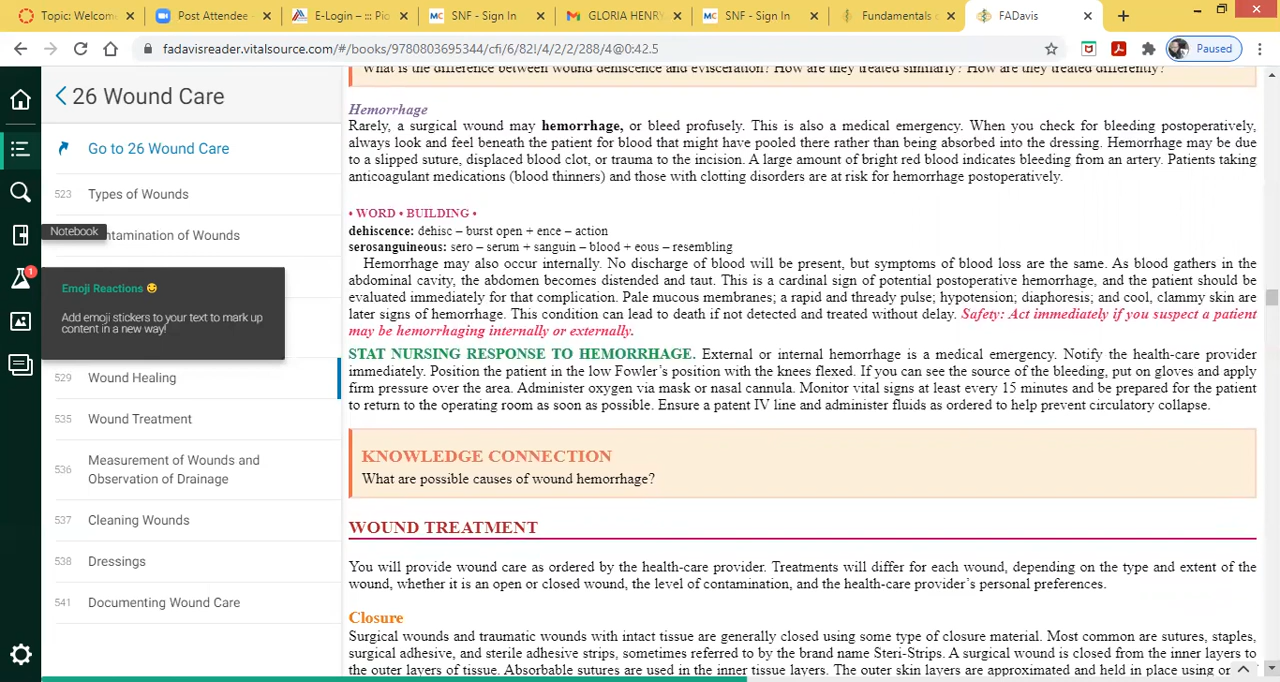 Topic: Welcome
Post Attendee -
E-Login – ::: Pio
SNF - Sign In
GLORIA HENRY
SNF - Sign In
Fundamentals o
FADavis
fadavisreader.vitalsource.com/#/books/9780803695344/cfi/6/82!/4/2/2/288/4@0:42.5
Paused
26 Wound Care
Go to 26 Wound Care
523 Types of Wounds
Notebook
ntamination of Wounds
Emoji Reactions 😀
Add emoji stickers to your text to mark up
content in a new way!
1
529 Wound Healing
535 Wound Treatment
536 Measurement of Wounds and
Observation of Drainage
537 Cleaning Wounds
538 Dressings
541 Documenting Wound Care
What is the difference between wound dehiscence and evisceration? How are they treated similarly? How are they treated differently?
Hemorrhage
Rarely, a surgical wound may hemorrhage, or bleed profusely. This is also a medical emergency. When you check for bleeding postoperatively,
always look and feel beneath the patient for blood that might have pooled there rather than being absorbed into the dressing. Hemorrhage may be due
to a slipped suture, displaced blood clot, or trauma to the incision. A large amount of bright red blood indicates bleeding from an artery. Patients taking
anticoagulant medications (blood thinners) and those with clotting disorders are at risk for hemorrhage postoperatively.
• WORD • BUILDING •
dehiscence: dehisc – burst open + ence – action
serosanguineous: sero – serum + sanguin – blood + eous – resembling
Hemorrhage may also occur internally. No discharge of blood will be present, but symptoms of blood loss are the same. As blood gathers in the
abdominal cavity, the abdomen becomes distended and taut. This is a cardinal sign of potential postoperative hemorrhage, and the patient should be
evaluated immediately for that complication. Pale mucous membranes; a rapid and thready pulse; hypotension; diaphoresis; and cool, clammy skin are
later signs of hemorrhage. This condition can lead to death if not detected and treated without delay. Safety: Act immediately if you suspect a patient
may be hemorrhaging internally or externally.
STAT NURSING RESPONSE TO HEMORRHAGE. External or internal hemorrhage is a medical emergency. Notify the health-care provider
immediately. Position the patient in the low Fowler's position with the knees flexed. If you can see the source of the bleeding, put on gloves and apply
firm pressure over the area. Administer oxygen via mask or nasal cannula. Monitor vital signs at least every 15 minutes and be prepared for the patient
to return to the operating room as soon as possible. Ensure a patent IV line and administer fluids as ordered to help prevent circulatory collapse.
KNOWLEDGE CONNECTION
What are possible causes of wound hemorrhage?
WOUND TREATMENT
You will provide wound care as ordered by the health-care provider. Treatments will differ for each wound, depending on the type and extent of the
wound, whether it is an open or closed wound, the level of contamination, and the health-care provider's personal preferences.
Closure
Surgical wounds and traumatic wounds with intact tissue are generally closed using some type of closure material. Most common are sutures, staples,
surgical adhesive, and sterile adhesive strips, sometimes referred to by the brand name Steri-Strips. A surgical wound is closed from the inner layers to
the outer layers of tissue. Absorbable sutures are used in the inner tissue layers. The outer skin layers are approximated and held in place using